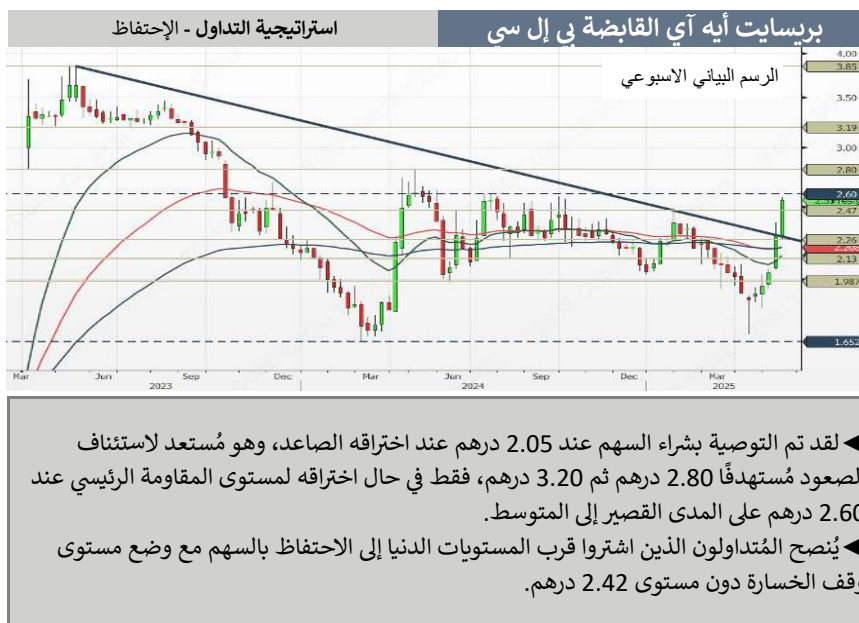 بريسايت أيه آي القابضة بي إل سي
استراتيجية التداول - الإحتفاظ
الرسم البياني الاسبوعي
4.00
3.85
3.50
3.19
3.00
2.80
2.60
2.47
2.26
2.13
1.987
1.652
Mar Jun Sep Dec Mar Jun Sep Dec Mar
2023 2024 2025
◄لقد تم التوصية بشراء السهم عند 2.05 درهم عند اختراقه الصاعد، وهو مُستعد لاستئناف
لصعود مُستهدفًا 2.80 درهم ثم 3.20 درهم، فقط في حال اختراقه لمستوى المقاومة الرئيسي عند
2.60 درهم على المدى القصير إلى المتوسط.
◄يُنصح المُتداولون الذين اشتروا قرب المستويات الدنيا إلى الاحتفاظ بالسهم مع وضع مستوى
وقف الخسارة دون مستوى 2.42 درهم.